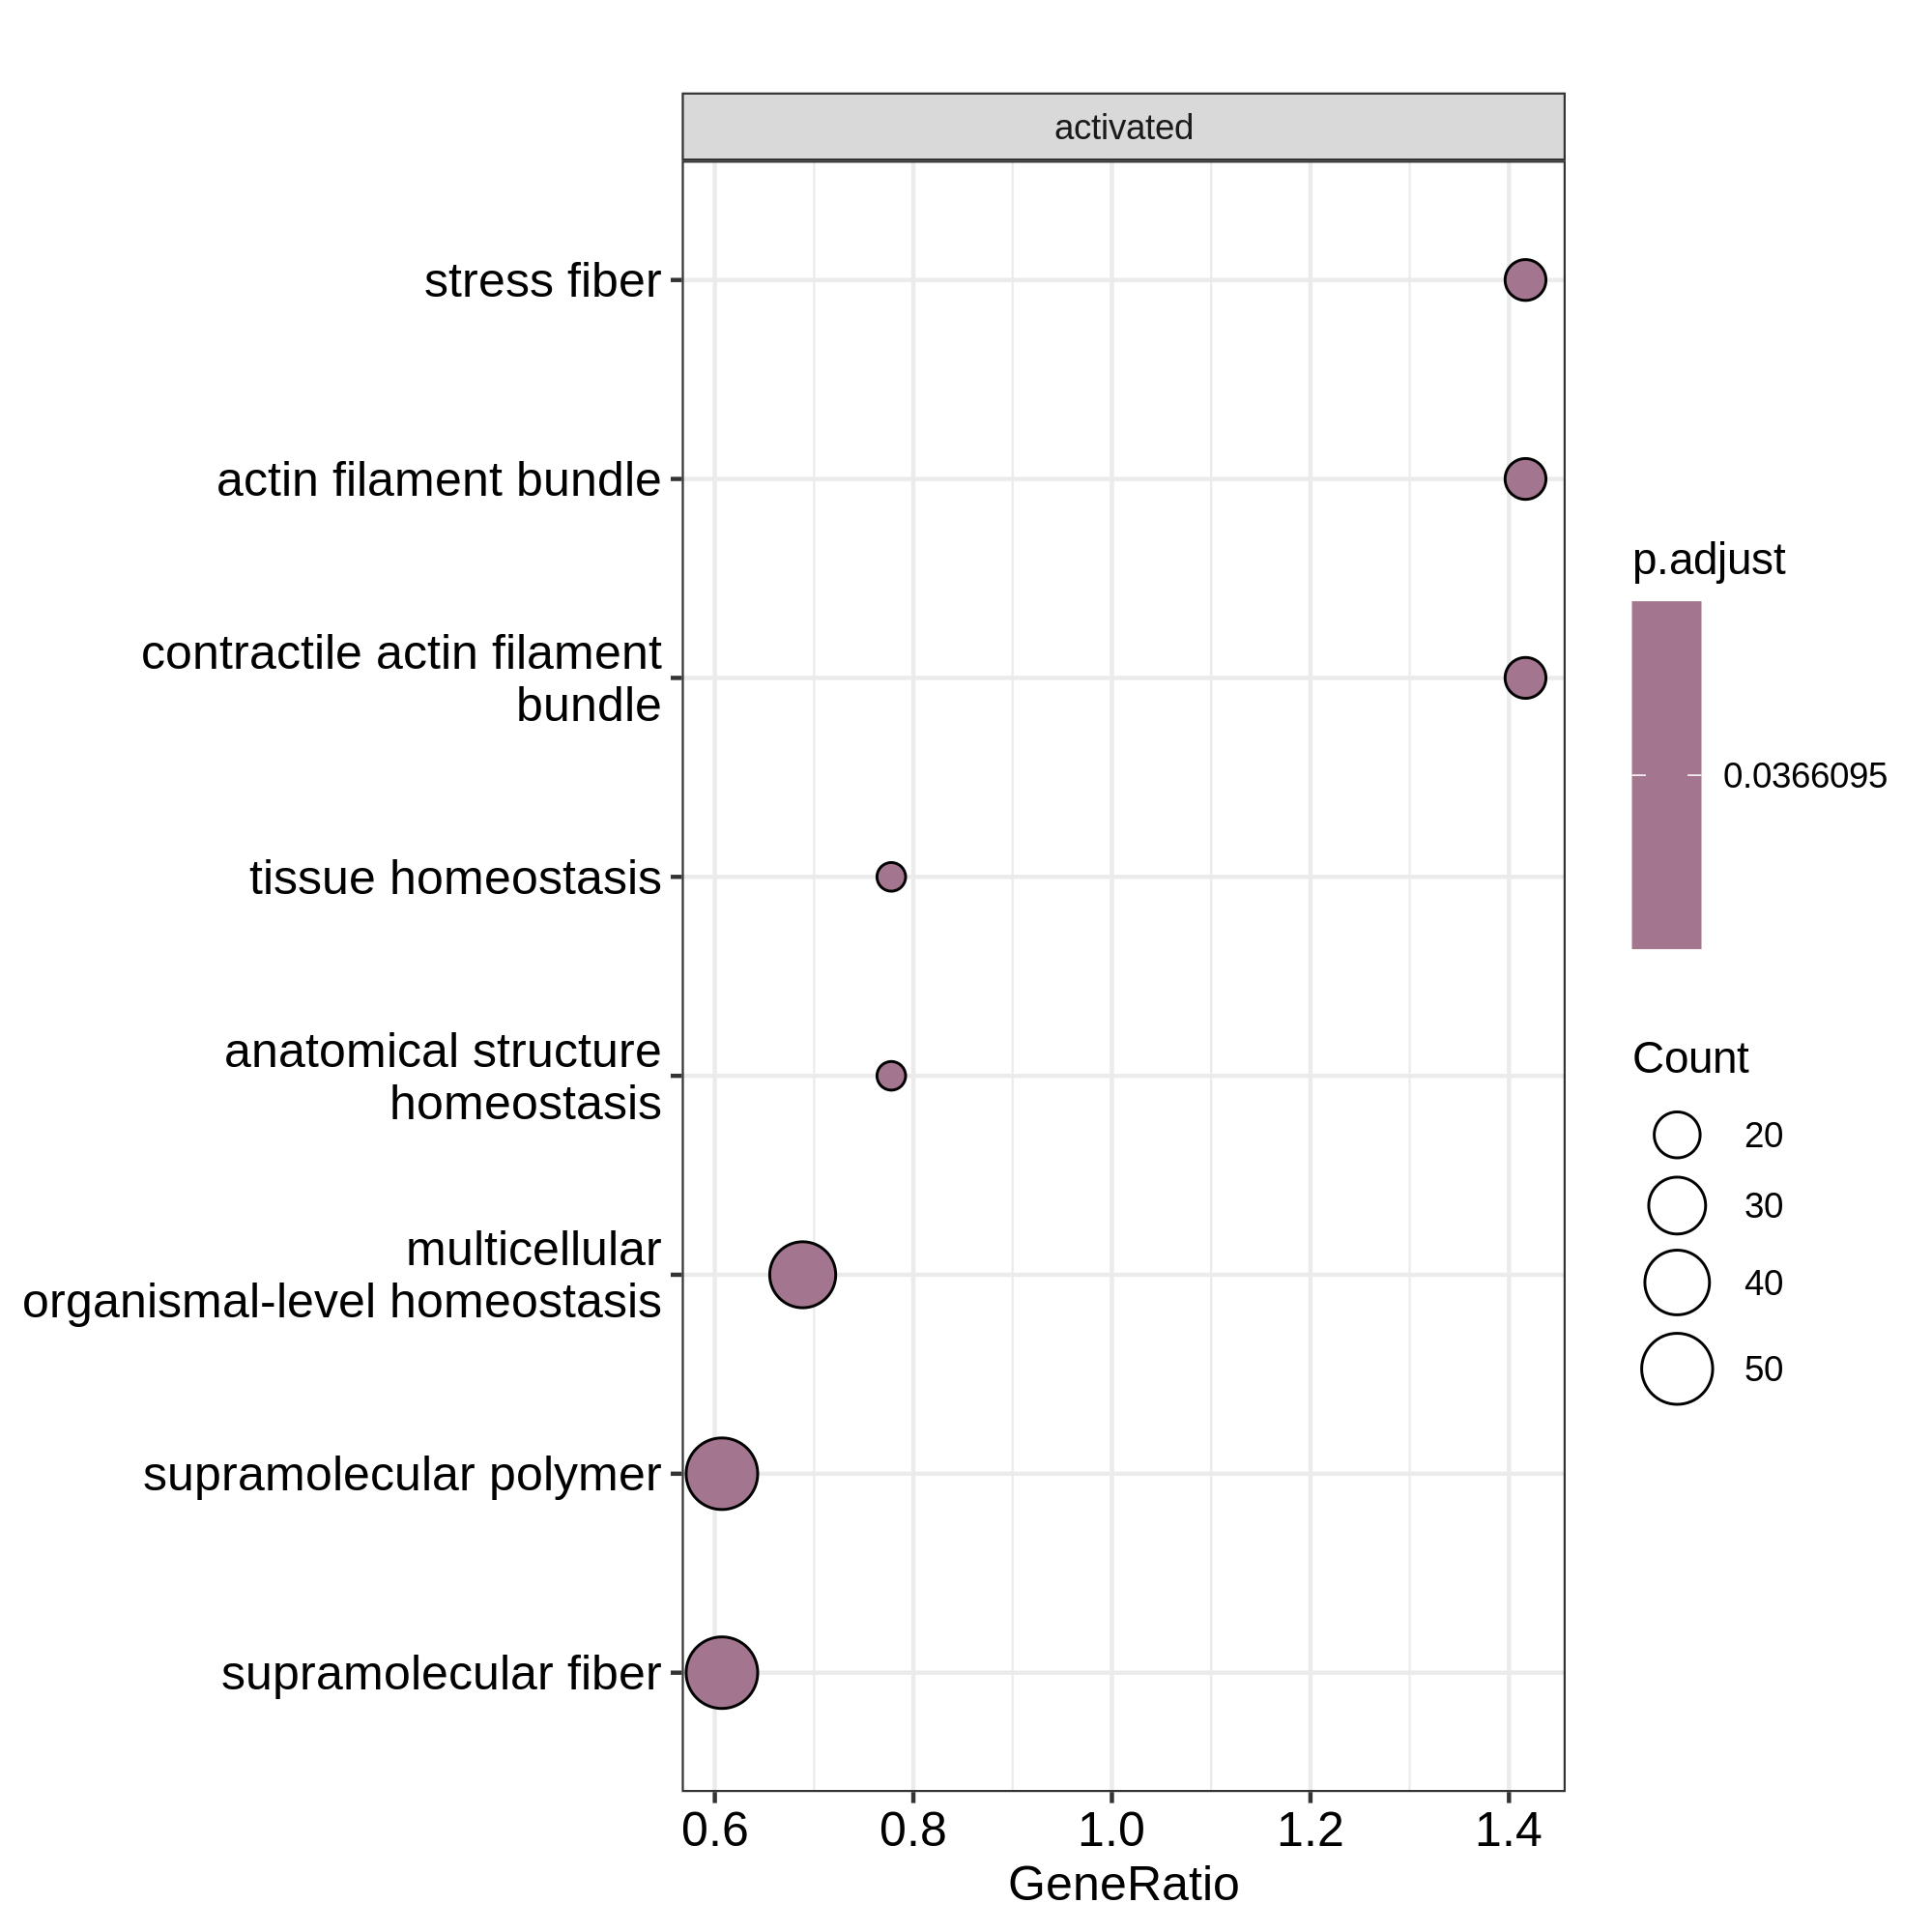 activated
stress fiber
actin filament bundle
contractile actin filament
bundle
tissue homeostasis
anatomical structure
homeostasis
multicellular
organismal-level homeostasis
supramolecular polymer
supramolecular fiber
0.6 0.8 1.0 1.2 1.4
GeneRatio
p.adjust
0.0366095
Count
20
30
40
50